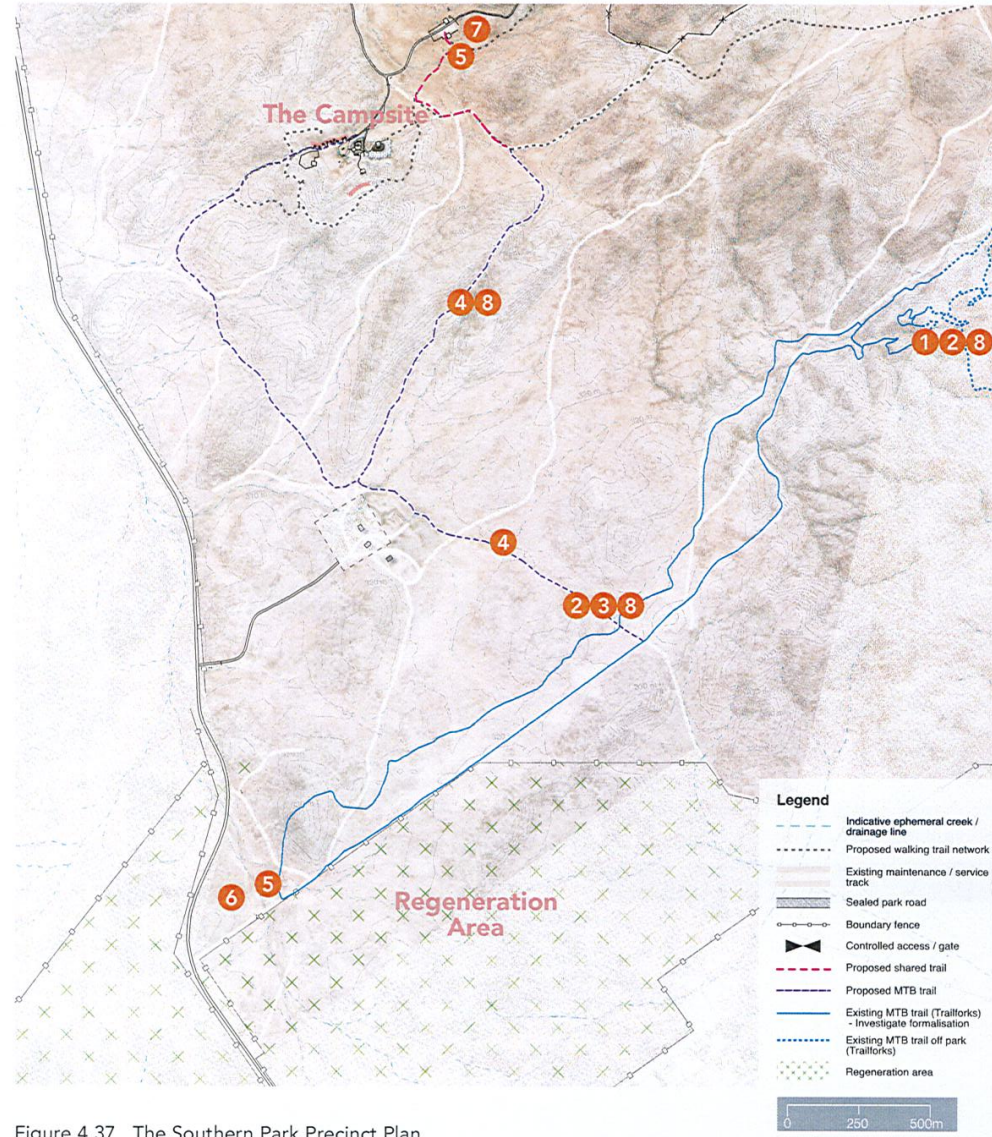 7
5
The Campsite
4 8
1 2 8
4
2 3 8
5
6
Regeneration
Area
Legend
Indicative ephemeral creek /
drainage line
Proposed walking trail network
Existing maintenance / service
track
Sealed park road
Boundary fence
Controlled access / gate
Proposed shared trail
Proposed MTB trail
Existing MTB trail (Trailforks)
- Investigate formalisation
Existing MTB trail off park
(Trailforks)
Regeneration area
0 250 500m
Figure 4.37 The Southern Park Precinct Plan